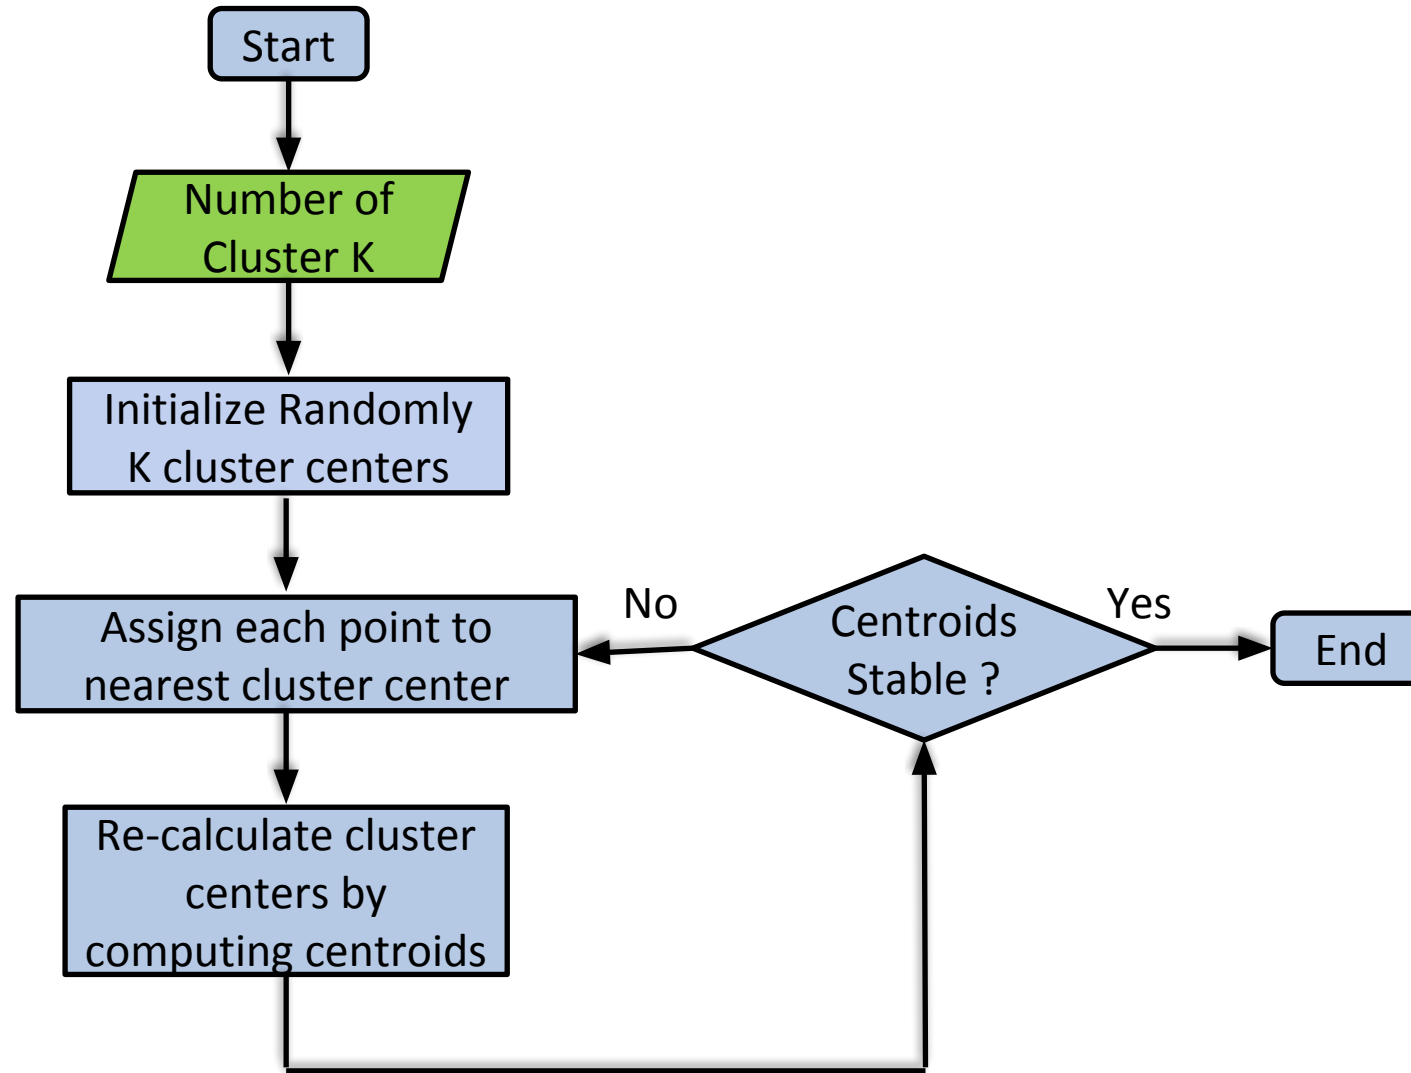 Start
Number of
Cluster K
Initialize Randomly
K cluster centers
Assign each point to
nearest cluster center
Re-calculate cluster
centers by
computing centroids
No
Centroids
Stable ?
Yes
End